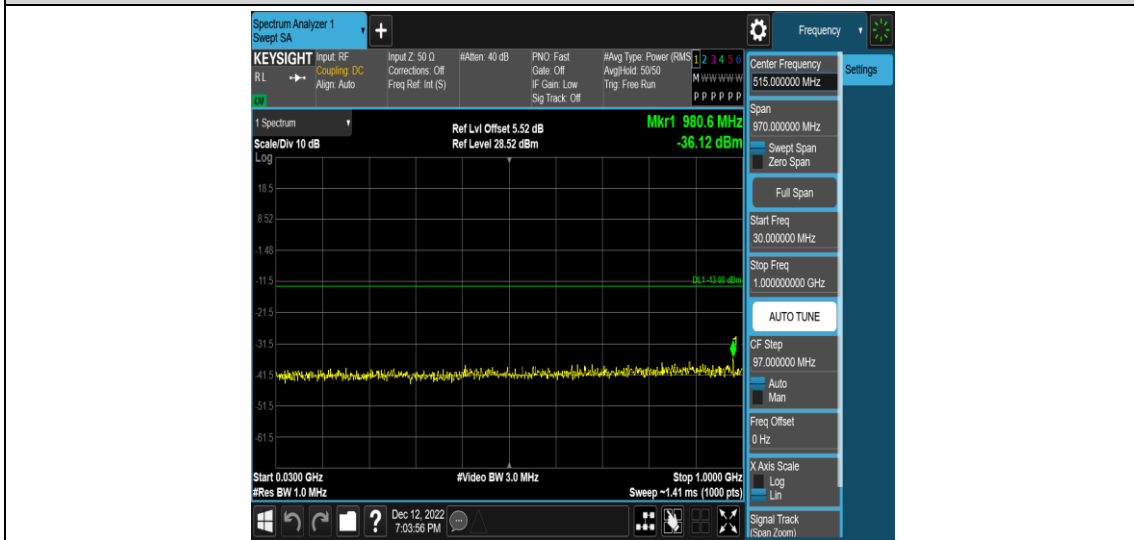 Spectrum Analyzer 1
Swept SA
+
Frequency
KEYSIGHT
RL
LXI
Input: RF
Coupling: DC
Align: Auto
Input Z: 50 Ω
Corrections: Off
Freq Ref: Int (S)
#Atten: 40 dB
PNO: Fast
Gate: Off
IF Gain: Low
Sig Track: Off
#Avg Type: Power (RMS
Avg|Hold: 50/50
Trig: Free Run
1 2 3 4 5 6
M W W W W W
P P P P P P
1 Spectrum
Scale/Div 10 dB
Log
Ref Lvl Offset 5.52 dB
Ref Level 28.52 dBm
Mkr1 980.6 MHz
-36.12 dBm
18.5
8.52
-1.48
-11.5
DL1 -13.00 dBm
-21.5
-31.5
1
-41.5
-51.5
-61.5
Start 0.0300 GHz
#Res BW 1.0 MHz
#Video BW 3.0 MHz
Stop 1.0000 GHz
Sweep ~1.41 ms (1000 pts)
?
Dec 12, 2022
7:03:56 PM
Center Frequency
515.000000 MHz
Settings
Span
970.000000 MHz
Swept Span
Zero Span
Full Span
Start Freq
30.000000 MHz
Stop Freq
1.000000000 GHz
AUTO TUNE
CF Step
97.000000 MHz
Auto
Man
Freq Offset
0 Hz
X Axis Scale
Log
Lin
Signal Track
(Span Zoom)